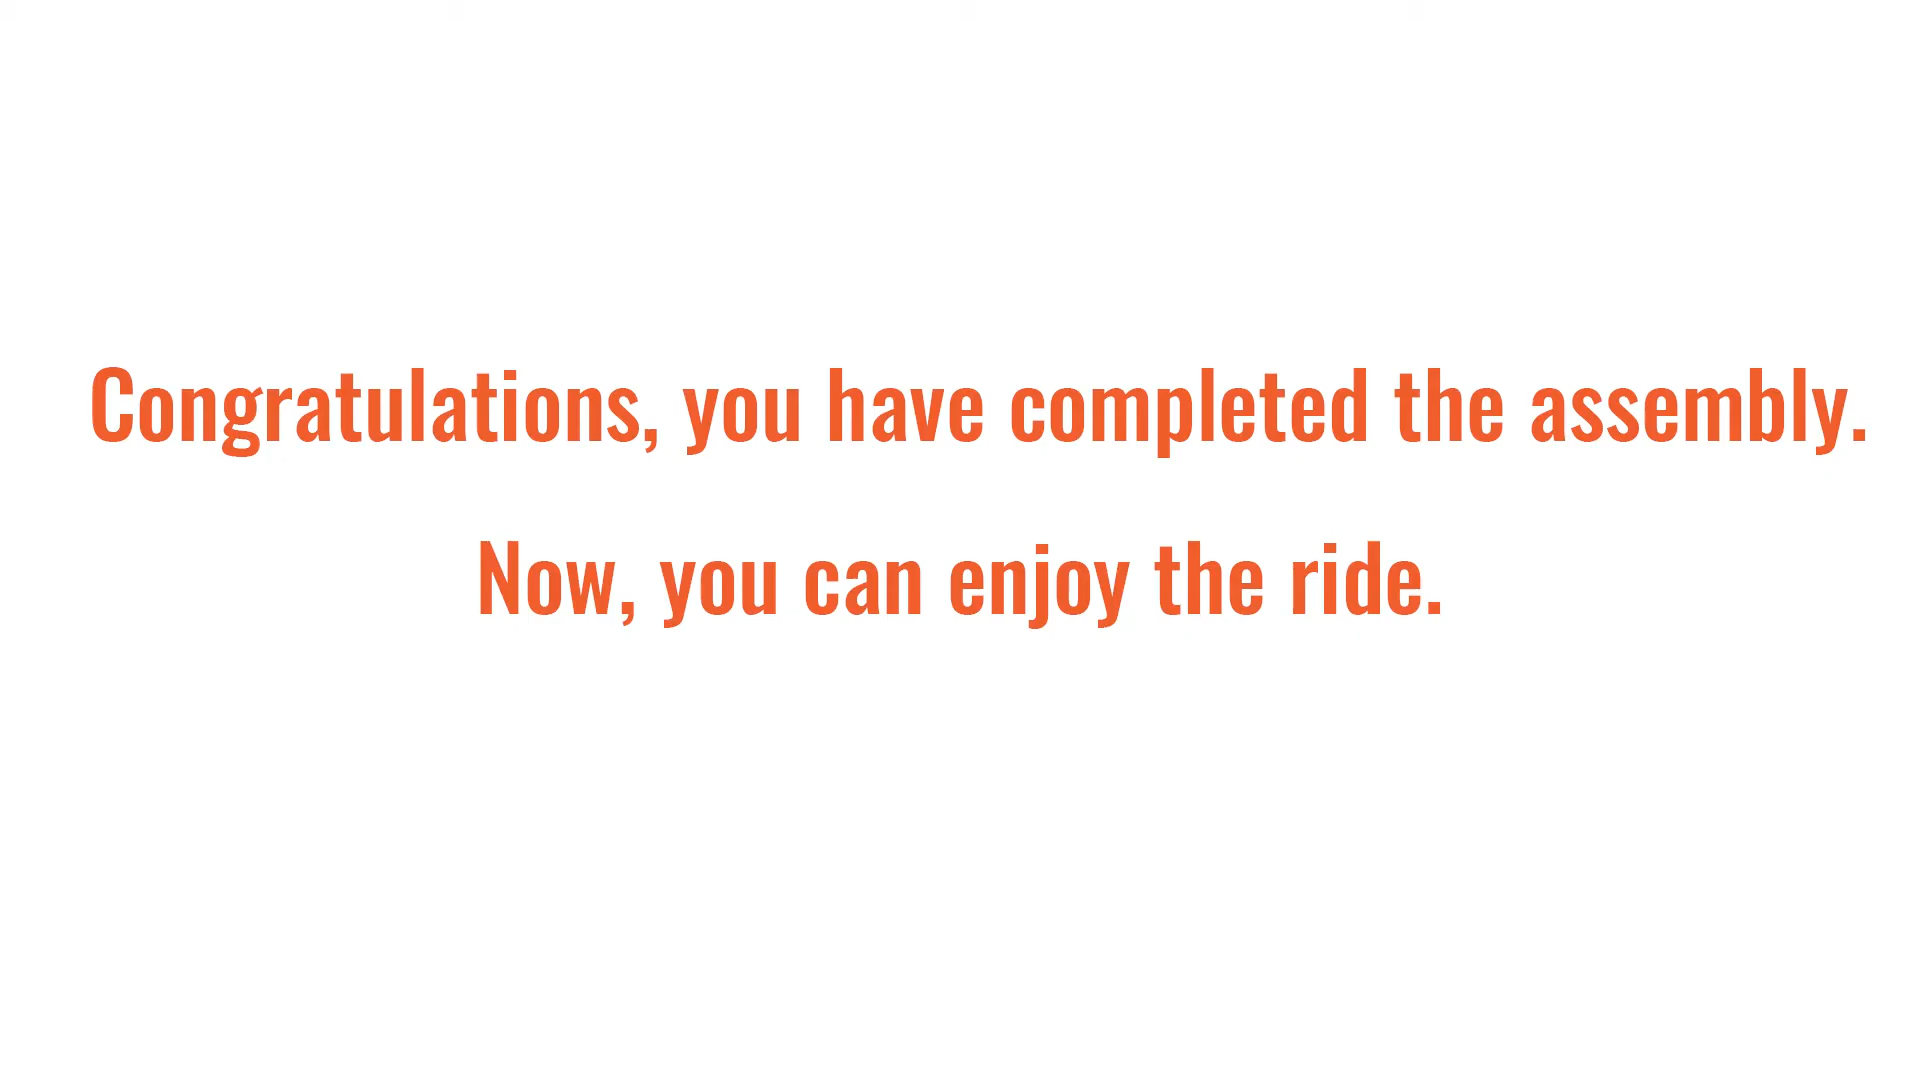 Congratulations, you have completed the assembly.
Now, you can enjoy the ride.